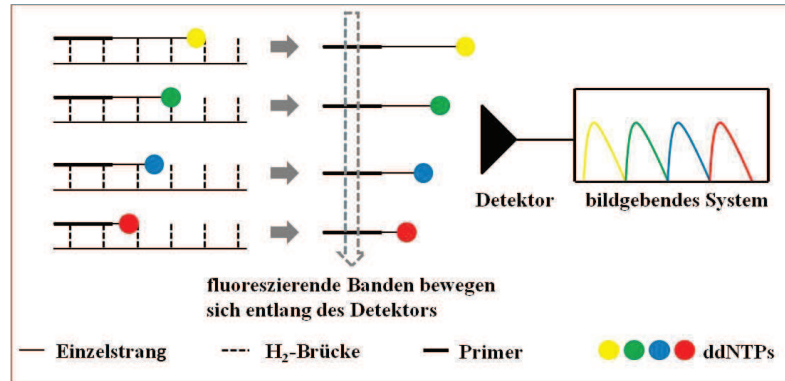 Detektor
bildgebendes System
fluoreszierende Banden bewegen
sich entlang des Detektors
Einzelstrang
H₂-Brücke
Primer
ddNTPs